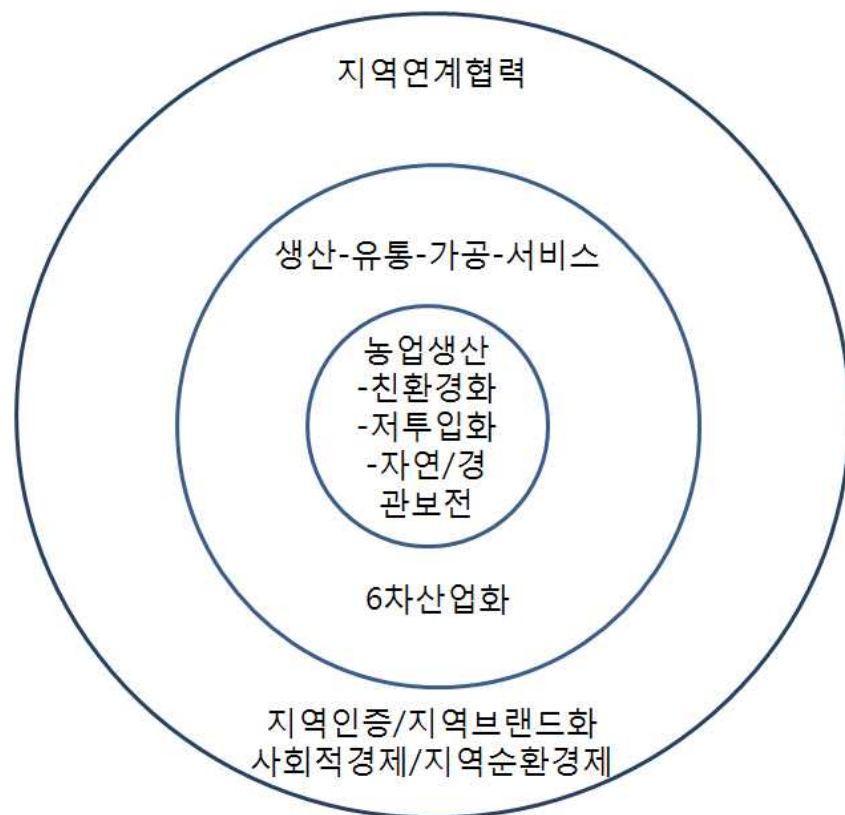 지역연계협력
생산-유통-가공-서비스
농업생산
-친환경화
-저투입화
-자연/경
관보전
6차산업화
지역인증/지역브랜드화
사회적경제/지역순환경제